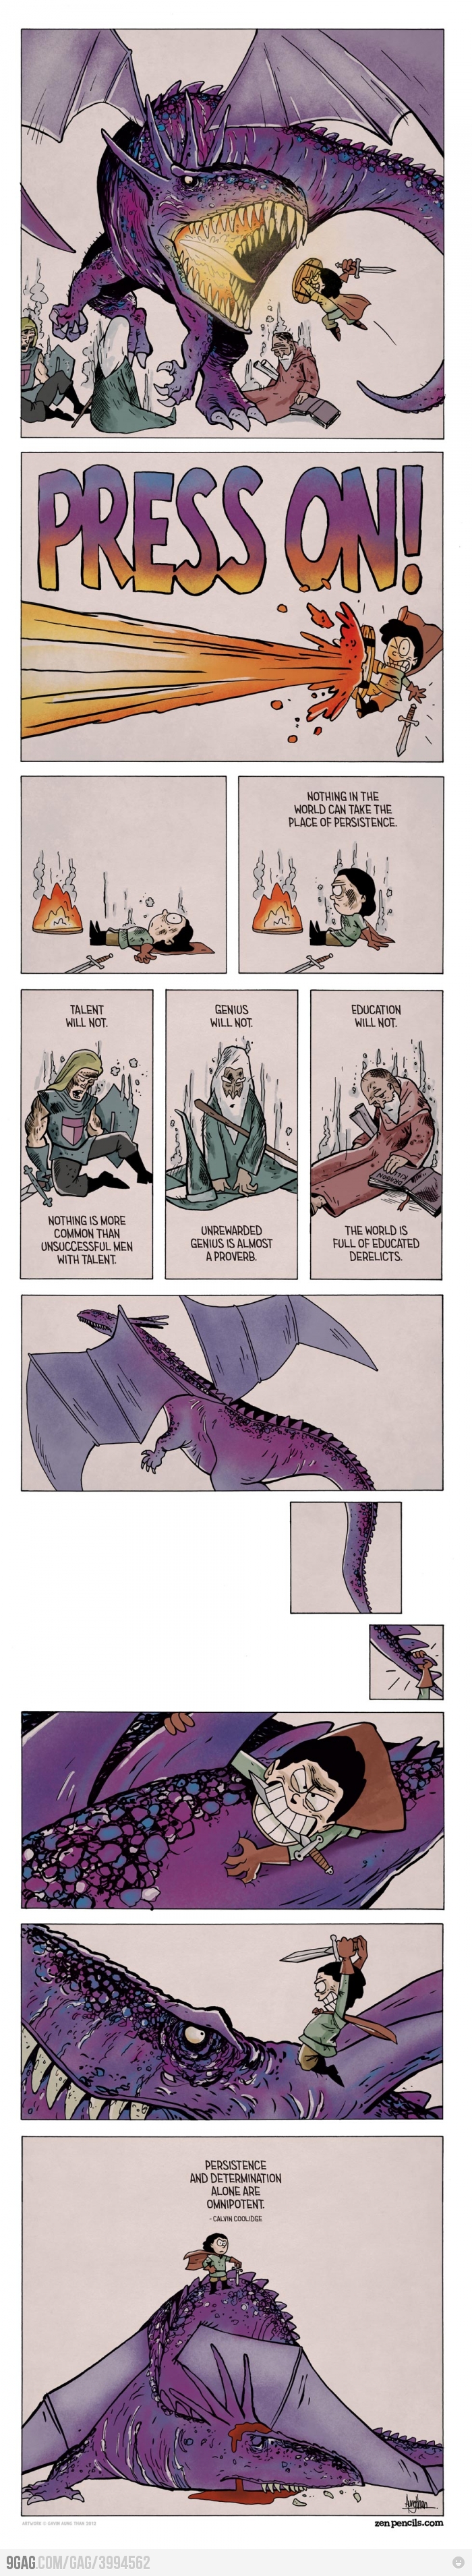 PRESS ON!
NOTHING IN THE
WORLD CAN TAKE THE
PLACE OF PERSISTENCE.
TALENT
WILL NOT.
NOTHING IS MORE
COMMON THAN
UNSUCCESSFUL MEN
WITH TALENT.
GENIUS
WILL NOT.
UNREWARDED
GENIUS IS ALMOST
A PROVERB.
EDUCATION
WILL NOT.
THE WORLD IS
FULL OF EDUCATED
DERELICTS.
PERSISTENCE
AND DETERMINATION
ALONE ARE
OMNIPOTENT.
- CALVIN COOLIDGE
zenpencils.com
9GAG.COM/GAG/3994562